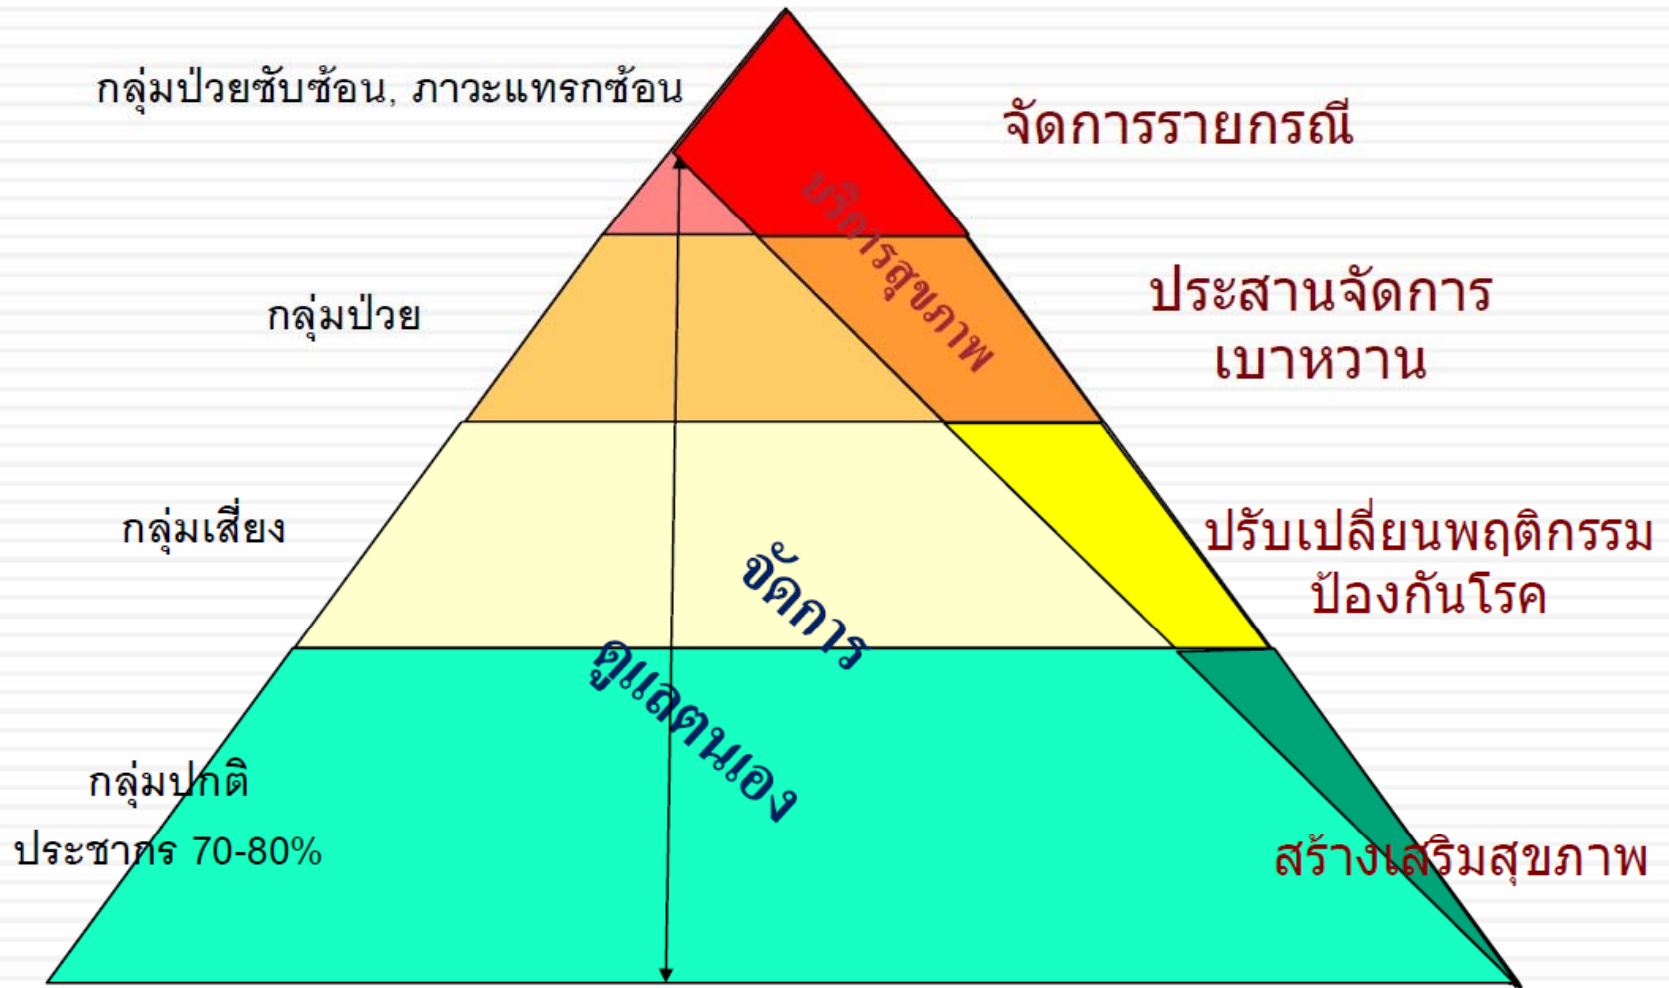 กลุ่มป่วยซับซ้อน, ภาวะแทรกซ้อน
จัดการรายกรณี
บริการสุขภาพ
กลุ่มป่วย
ประสานจัดการ
เบาหวาน
กลุ่มเสี่ยง
ปรับเปลี่ยนพฤติกรรม
ป้องกันโรค
จัดการ
ดูแลตนเอง
กลุ่มปกติ
ประชากร 70-80%
สร้างเสริมสุขภาพ